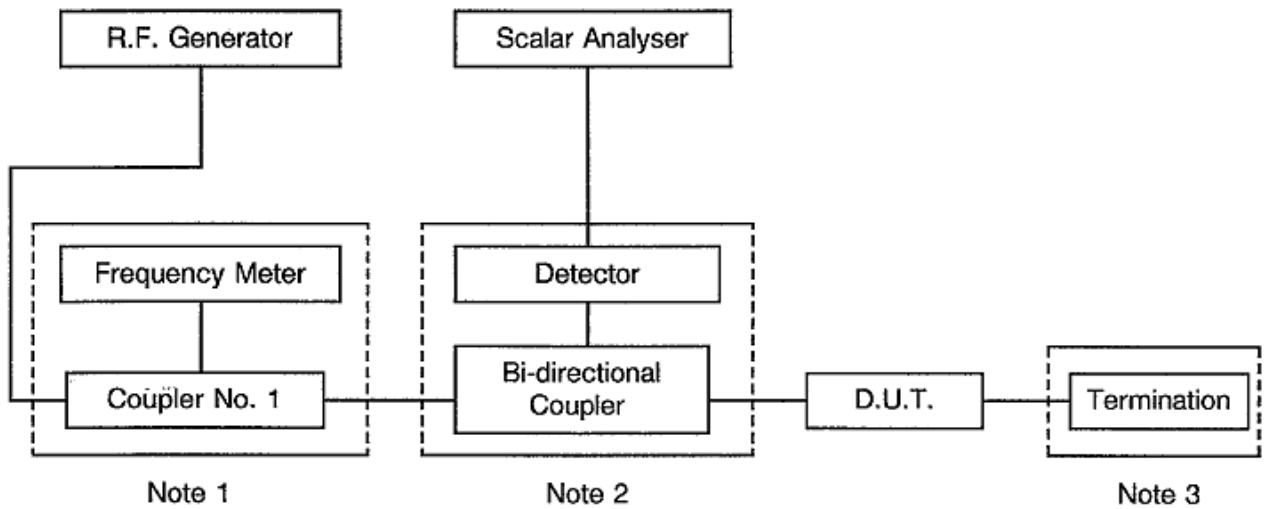 R.F. Generator
Scalar Analyser
Frequency Meter
Detector
Coupler No. 1
Bi-directional
Coupler
D.U.T.
Termination
Note 1
Note 2
Note 3